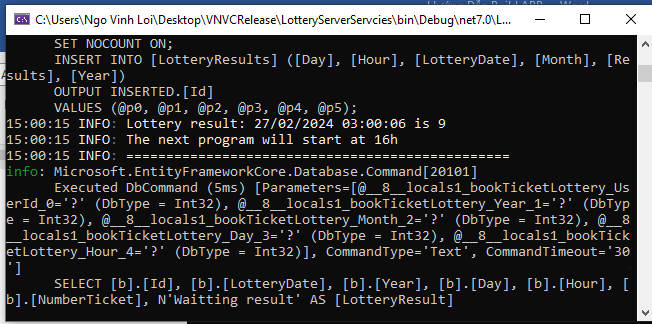 C:\Users\Ngo Vinh Loi\Desktop\VNVCRelease\LotteryServerServcies\bin\Debug\net7.0\L...
SET NOCOUNT ON;
INSERT INTO [LotteryResults] ([Day], [Hour], [LotteryDate], [Month], [Re
sults], [Year])
OUTPUT INSERTED.[Id]
VALUES (@p0, @p1, @p2, @p3, @p4, @p5);
15:00:15 INFO: Lottery result: 27/02/2024 03:00:06 is 9
15:00:15 INFO: The next program will start at 16h
15:00:15 INFO: ================================================
info: Microsoft.EntityFrameworkCore.Database.Command[20101]
Executed DbCommand (5ms) [Parameters=[@__8__locals1_bookTicketLottery_Us
erId_0='?' (DbType = Int32), @__8__locals1_bookTicketLottery_Year_1='?' (DbTyp
e = Int32), @__8__locals1_bookTicketLottery_Month_2='?' (DbType = Int32), @__8
__locals1_bookTicketLottery_Day_3='?' (DbType = Int32), @__8__locals1_bookTick
etLottery_Hour_4='?' (DbType = Int32)], CommandType='Text', CommandTimeout='30
']
SELECT [b].[Id], [b].[LotteryDate], [b].[Year], [b].[Day], [b].[Hour], [
b].[NumberTicket], N'Waitting result' AS [LotteryResult]